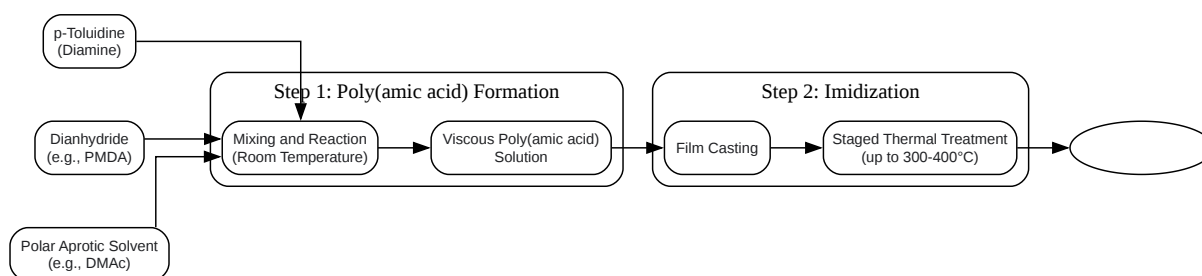 p-Toluidine
(Diamine)
Step 1: Poly(amic acid) Formation
Step 2: Imidization
Dianhydride
(e.g., PMDA)
Mixing and Reaction
(Room Temperature)
Viscous Poly(amic acid)
Solution
Film Casting
Staged Thermal Treatment
(up to 300-400°C)
Polar Aprotic Solvent
(e.g., DMAc)